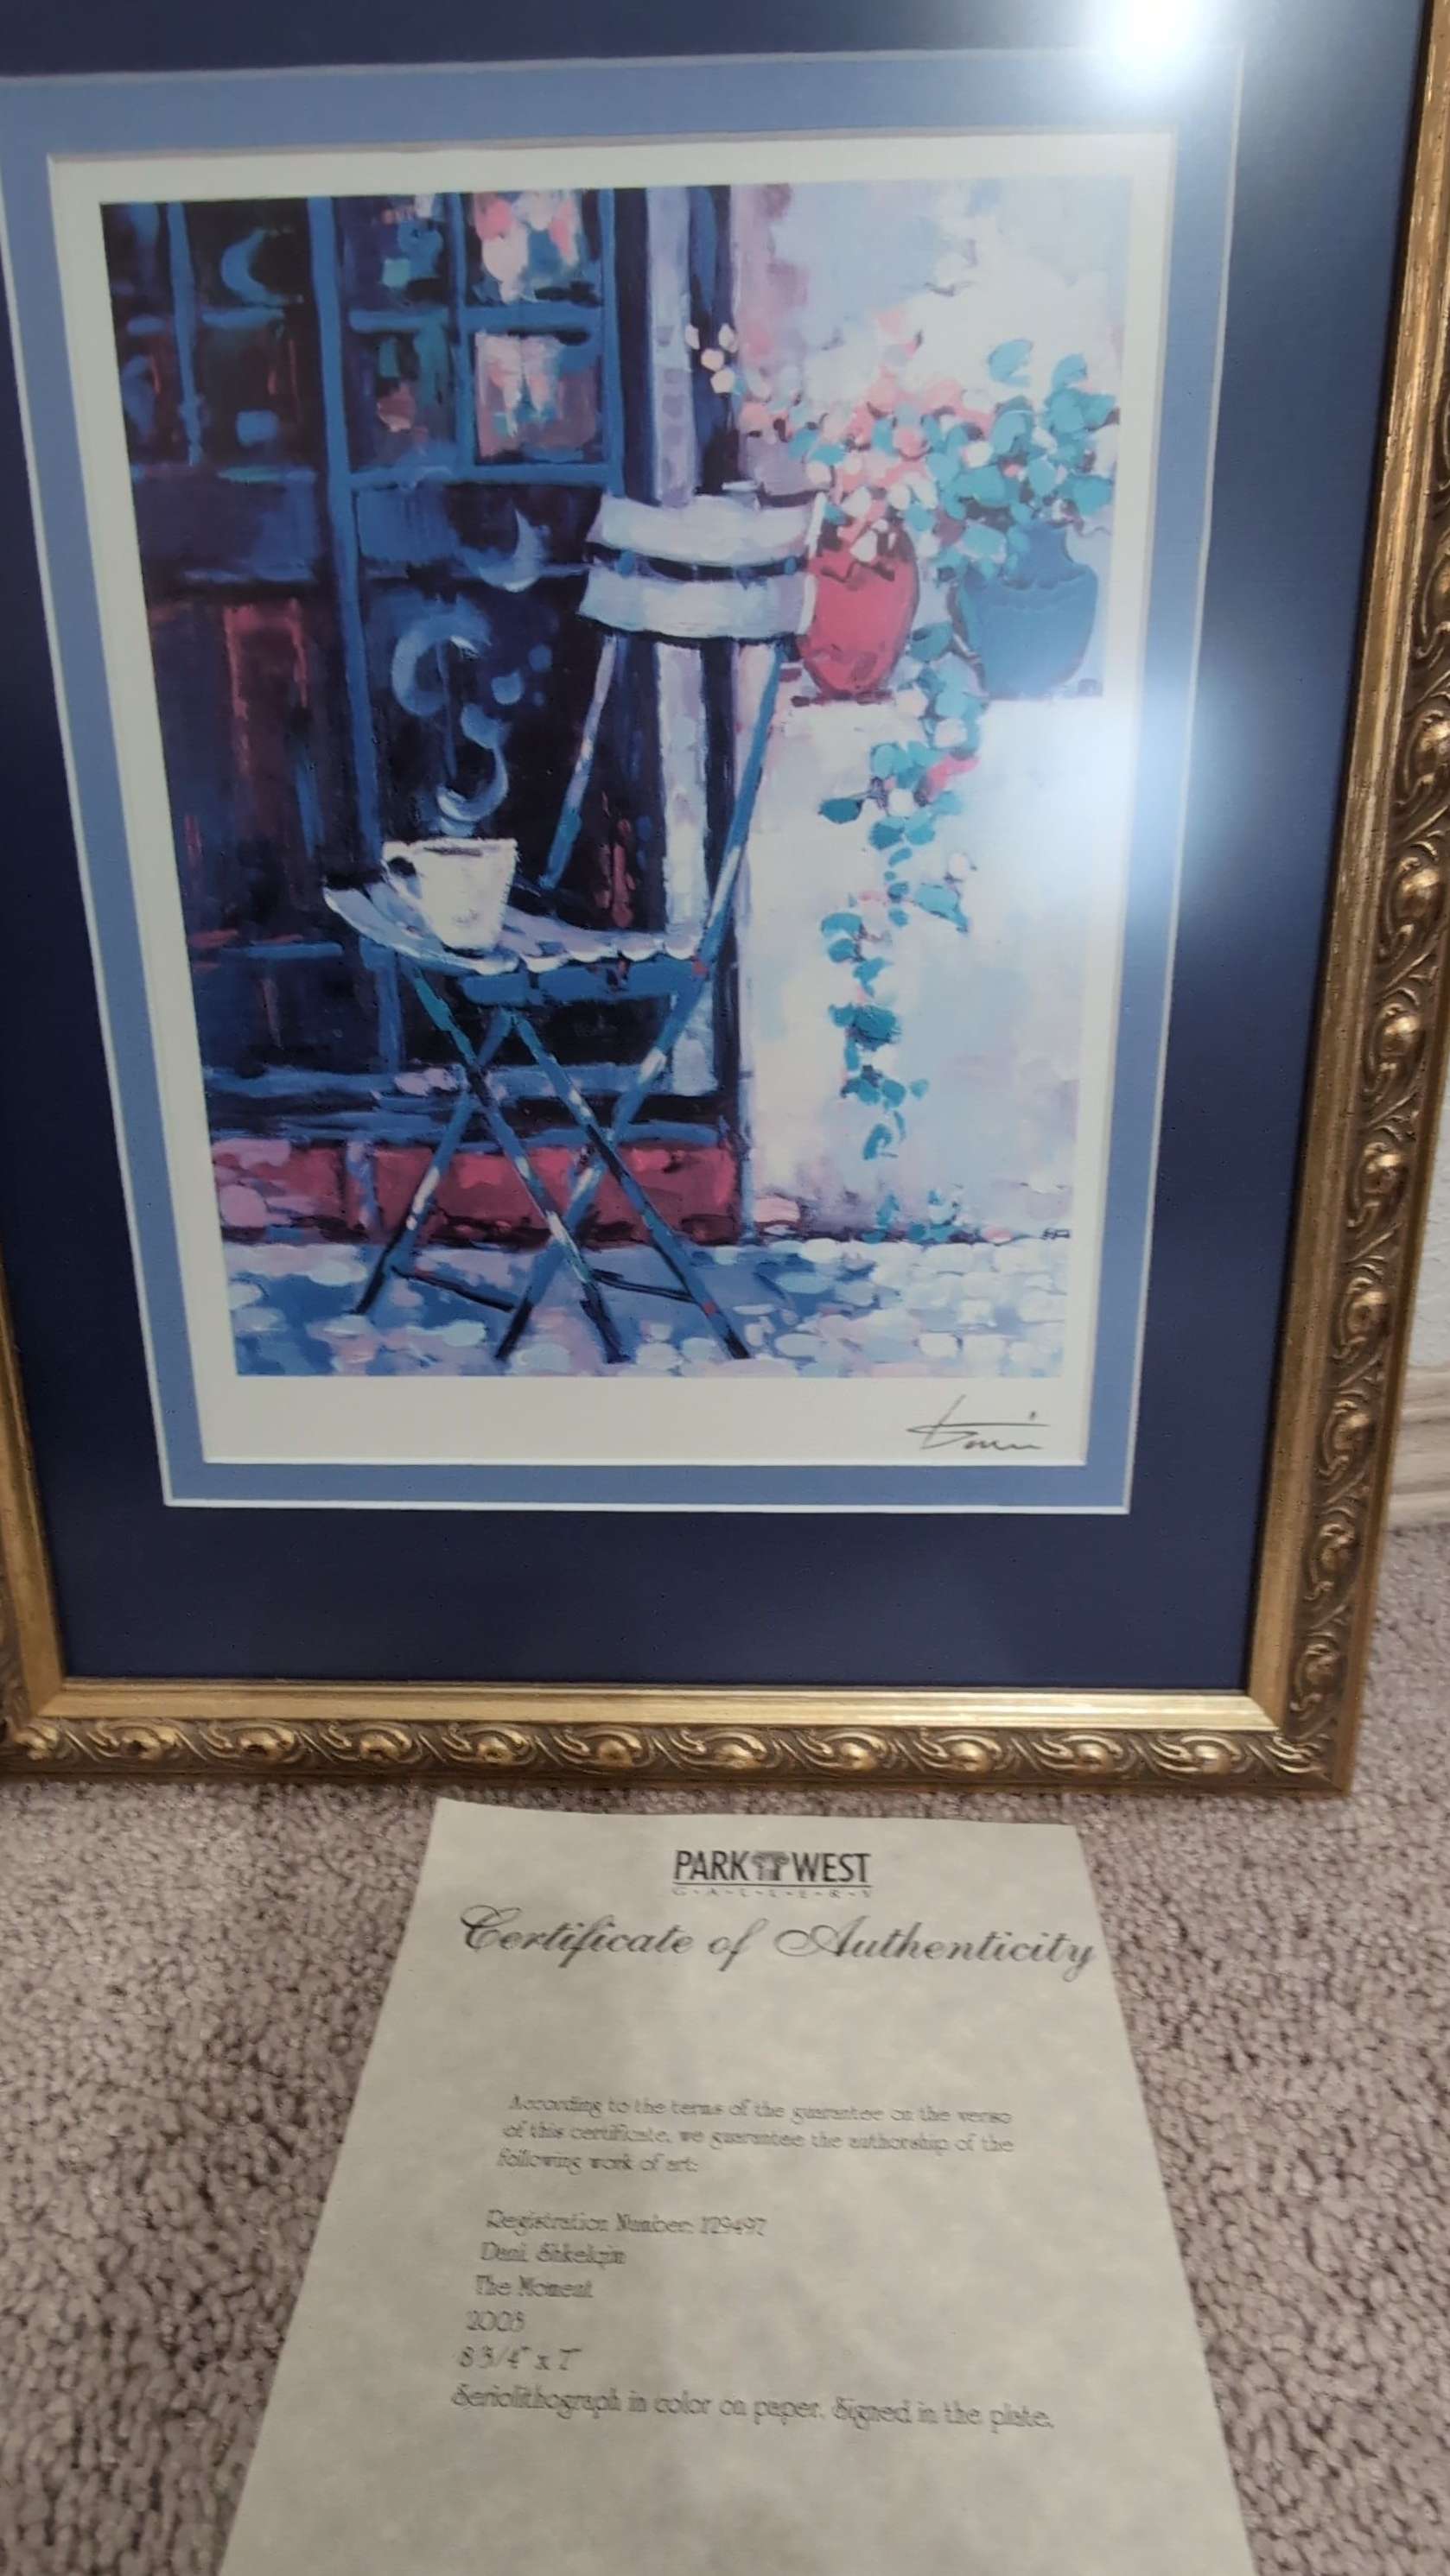 PARK WEST
G·A·L·L·E·R·Y
Certificate of Authenticity
According to the terms of the guarantee on the verso
of this certificate, we guarantee the authorship of the
following work of art:
Registration Number: 129497
Dani, Shkelqim
The Moment
2003
8 3/4" x 7"
Seriolithograph in color on paper. Signed in the plate.